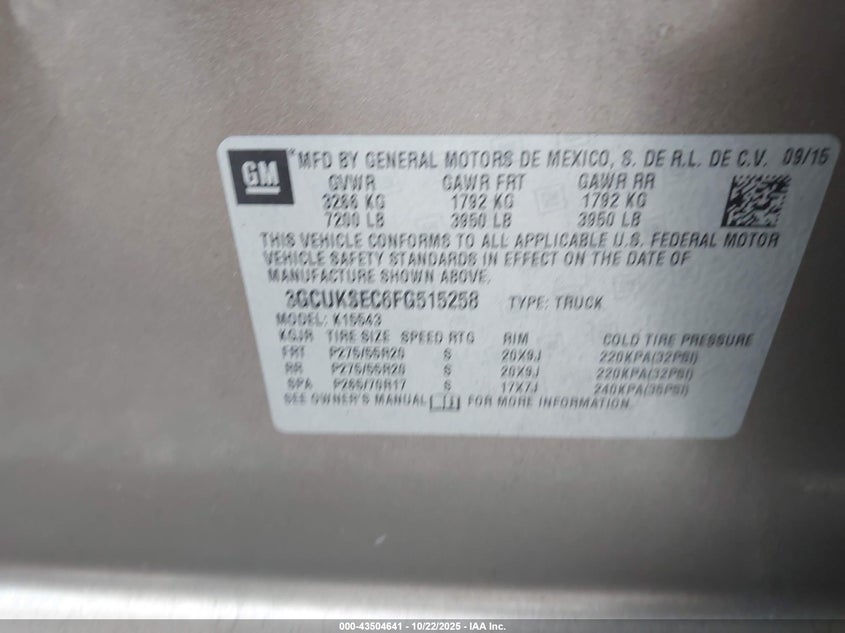 GM
MFD BY GENERAL MOTORS DE MEXICO, S. DE R.L. DE C.V. 09/15
GVWR GAWR FRT GAWR RR
3266 KG 1792 KG 1792 KG
7200 LB 3950 LB 3950 LB
THIS VEHICLE CONFORMS TO ALL APPLICABLE U.S. FEDERAL MOTOR
VEHICLE SAFETY STANDARDS IN EFFECT ON THE DATE OF
MANUFACTURE SHOWN ABOVE.
3GCUKSEC6FG515258 TYPE: TRUCK
MODEL: K15543
KGJR TIRE SIZE SPEED RTG RIM COLD TIRE PRESSURE
FRT P275/55R20 S 20X9J 220KPA(32PSI)
RR P275/55R20 S 20X9J 220KPA(32PSI)
SPA P265/70R17 S 17X7J 240KPA(35PSI)
SEE OWNER'S MANUAL FOR MORE INFORMATION.
000-43504641 - 10/22/2025 - IAA Inc.